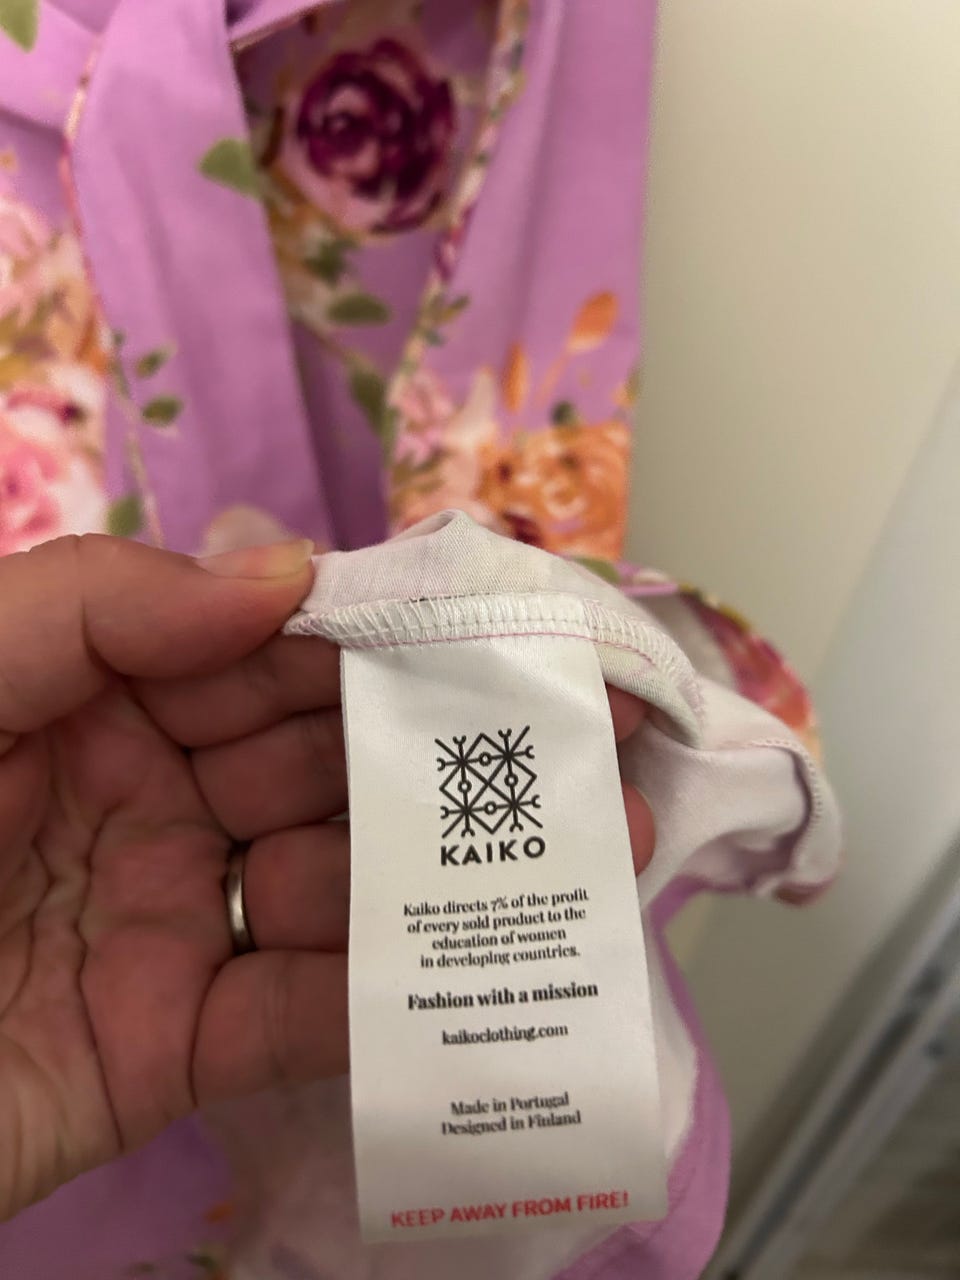 KAIKO
Kaiko directs 7% of the profit
of every sold product to the
education of women
in developing countries.
Fashion with a mission
kaikoclothing.com
Made in Portugal
Designed in Finland
KEEP AWAY FROM FIRE!